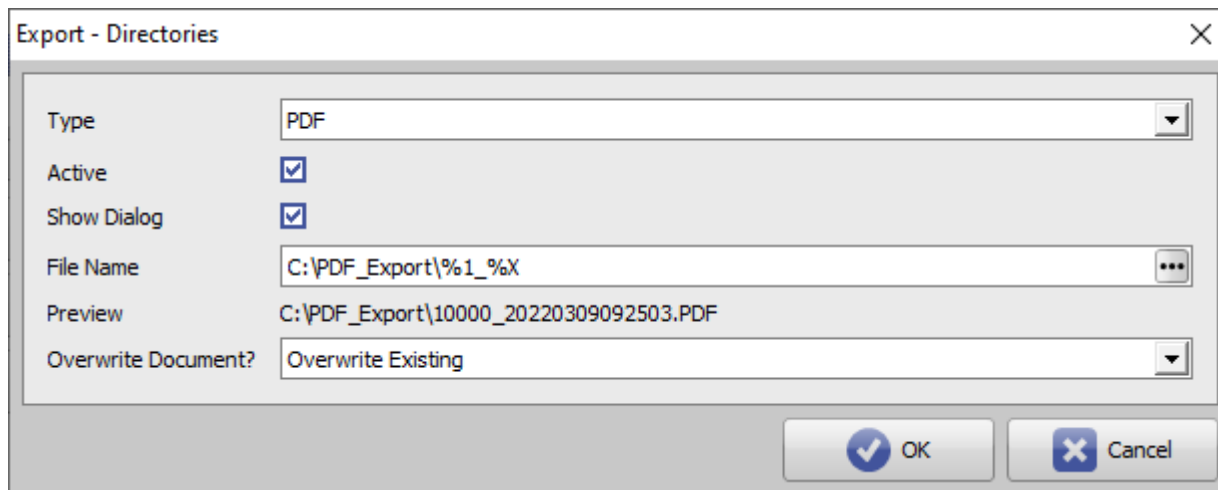 Export - Directories
Type PDF
Active
Show Dialog
File Name C:\PDF_Export\%1_%X
Preview C:\PDF_Export\10000_20220309092503.PDF
Overwrite Document? Overwrite Existing
OK Cancel